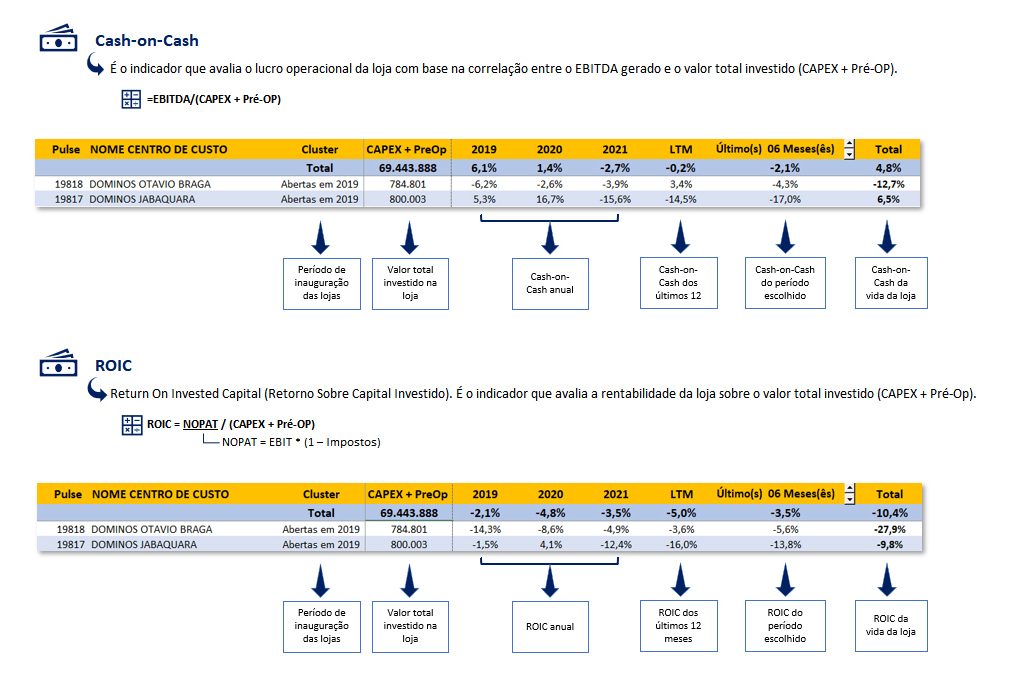 Cash-on-Cash
É o indicador que avalia o lucro operacional da loja com base na correlação entre o EBITDA gerado e o valor total investido (CAPEX + Pré-OP).
=EBITDA/(CAPEX + Pré-OP)
Pulse NOME CENTRO DE CUSTO Cluster CAPEX + PreOp 2019 2020 2021 LTM Último(s) 06 Meses(ês) Total
Total 69.443.888 6,1% 1,4% -2,7% -0,2% -2,1% 4,8%
19818 DOMINOS OTAVIO BRAGA Abertas em 2019 784.801 -6,2% -2,6% -3,9% 3,4% -4,3% -12,7%
19817 DOMINOS JABAQUARA Abertas em 2019 800.003 5,3% 16,7% -15,6% -14,5% -17,0% 6,5%
Período de
inauguração
das lojas
Valor total
investido na
loja
Cash-on-
Cash anual
Cash-on-
Cash dos
últimos 12
Cash-on-Cash
do período
escolhido
Cash-on-
Cash da
vida da loja
ROIC
Return On Invested Capital (Retorno Sobre Capital Investido). É o indicador que avalia a rentabilidade da loja sobre o valor total investido (CAPEX + Pré-Op).
ROIC = NOPAT / (CAPEX + Pré-OP)
NOPAT = EBIT * (1 – Impostos)
Pulse NOME CENTRO DE CUSTO Cluster CAPEX + PreOp 2019 2020 2021 LTM Último(s) 06 Meses(ês) Total
Total 69.443.888 -2,1% -4,8% -3,5% -5,0% -3,5% -10,4%
19818 DOMINOS OTAVIO BRAGA Abertas em 2019 784.801 -14,3% -8,6% -4,9% -3,6% -5,6% -27,9%
19817 DOMINOS JABAQUARA Abertas em 2019 800.003 -1,5% 4,1% -12,4% -16,0% -13,8% -9,8%
Período de
inauguração
das lojas
Valor total
investido na
loja
ROIC anual
ROIC dos
últimos 12
meses
ROIC do
período
escolhido
ROIC da
vida da loja